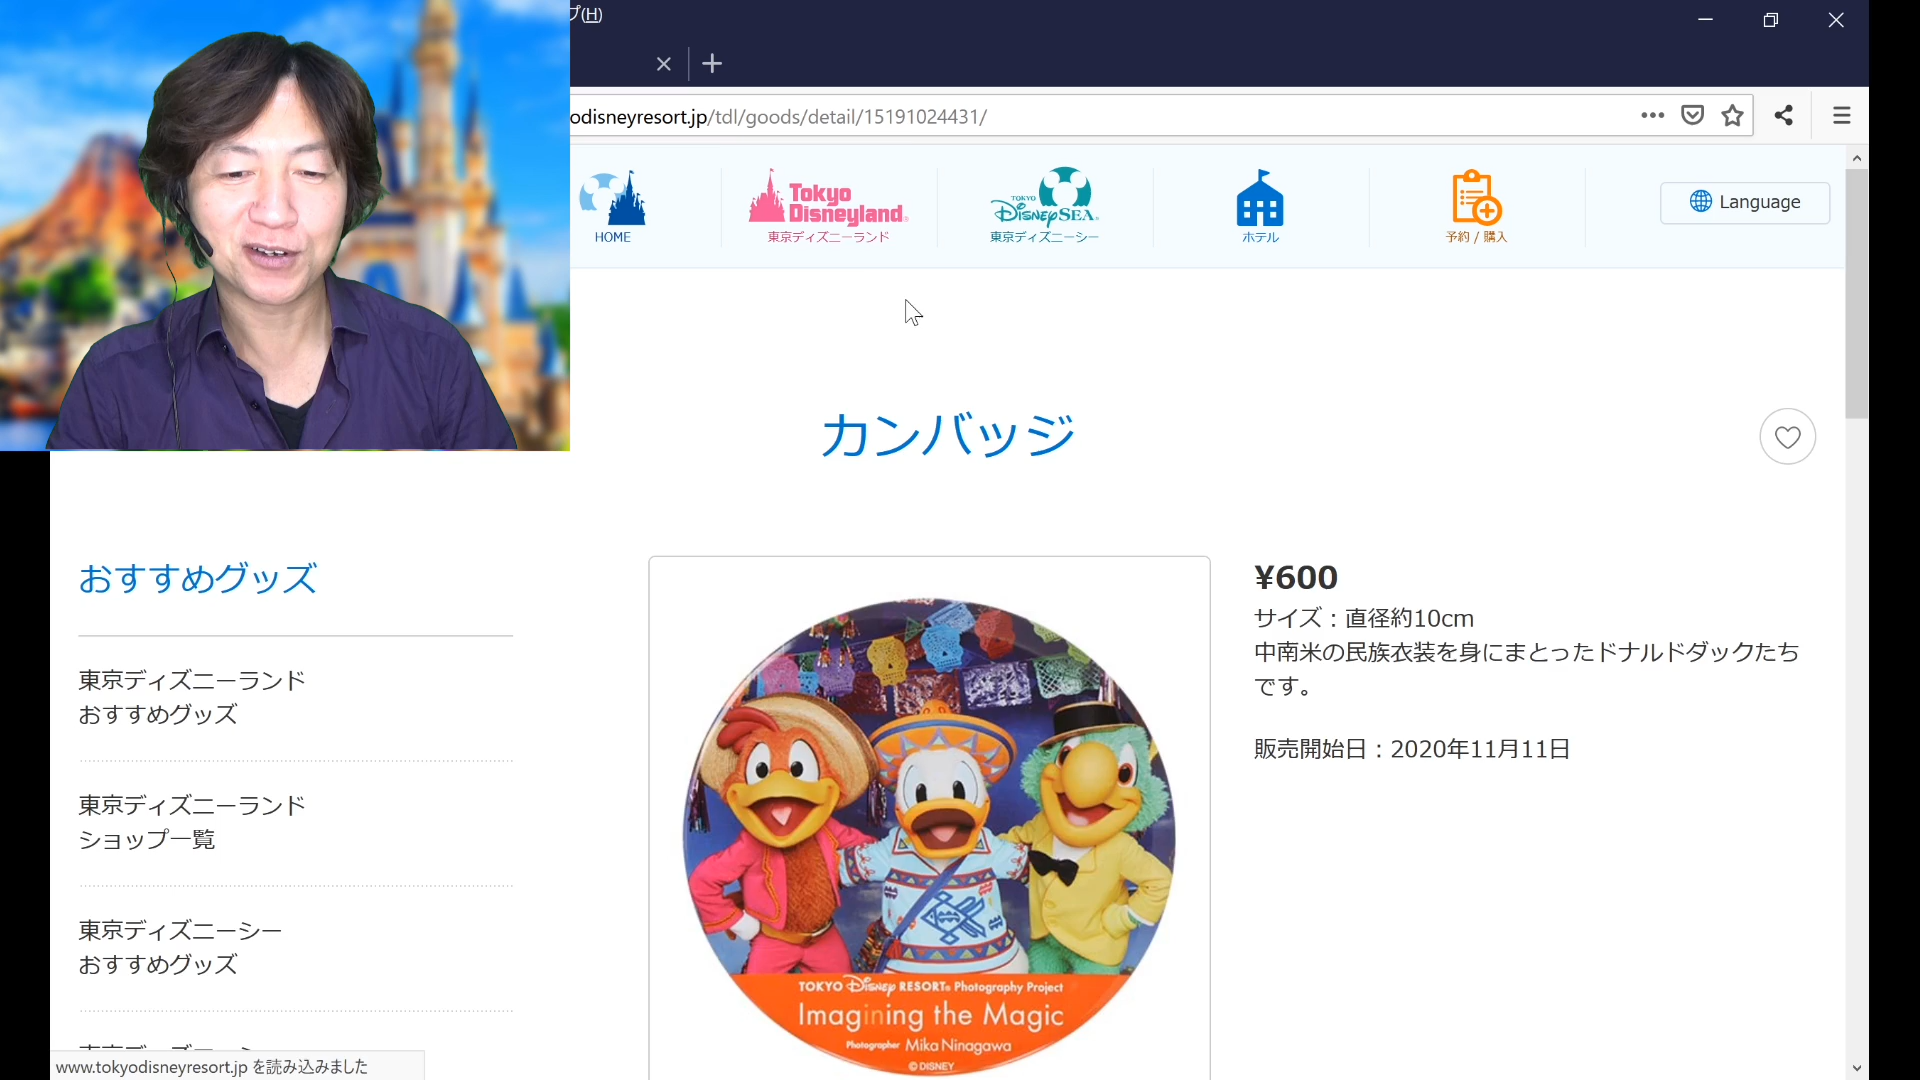 プ(H)
odisneyresort.jp/tdl/goods/detail/15191024431/
HOME
Tokyo
Disneyland
東京ディズニーランド
TOKYO
DisneySEA
東京ディズニーシー
ホテル
予約 / 購入
Language
カンバッジ
おすすめグッズ
東京ディズニーランド
おすすめグッズ
東京ディズニーランド
ショップ一覧
東京ディズニーシー
おすすめグッズ
¥600
サイズ：直径約10cm
中南米の民族衣装を身にまとったドナルドダックたち
です。
販売開始日：2020年11月11日
TOKYO Disney RESORT® Photography Project
Imagining the Magic
Photographer Mika Ninagawa
© DISNEY
www.tokyodisneyresort.jp を読み込みました